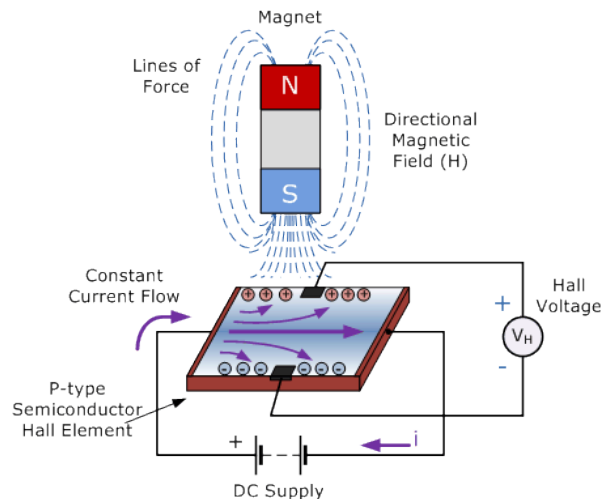 Magnet
Lines of
Force
N
Directional
Magnetic
Field (H)
S
Constant
Current Flow
+ + + + + +
Hall
Voltage
+
VH
-
- - - - - -
P-type
Semiconductor
Hall Element
+
i
DC Supply